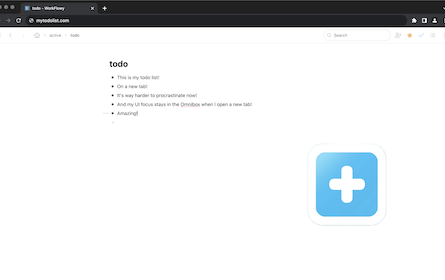 todo - WorkFlowy
mytodolist.com
active
todo
Search
todo
This is my todo list!
On a new tab!
It's way harder to procrastinate now!
And my UI focus stays in the Omnibox when I open a new tab!
Amazing!